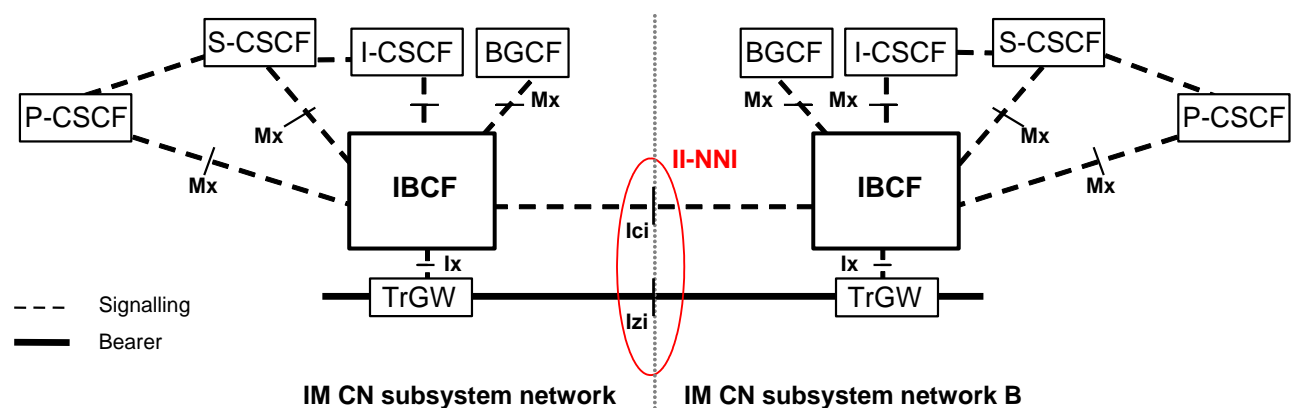 S-CSCF
I-CSCF
BGCF
BGCF
I-CSCF
S-CSCF
P-CSCF
Mx
Mx
Mx
P-CSCF
Mx
Mx
Mx
Mx
IBCF
II-NNI
IBCF
Ici
Ix
Ix
TrGW
TrGW
Izi
Signalling
Bearer
IM CN subsystem network
IM CN subsystem network B